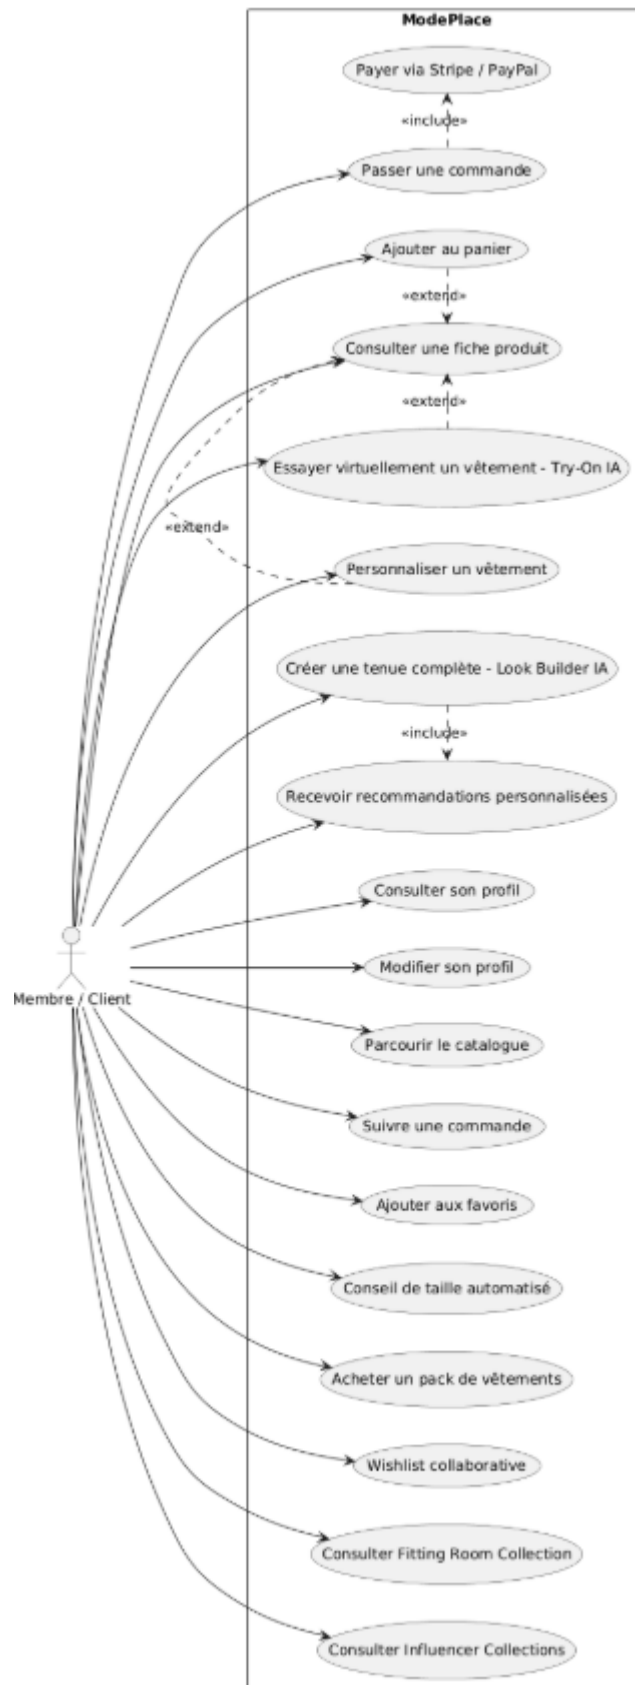 ModePlace
Payer via Stripe / PayPal
«include»
Passer une commande
Ajouter au panier
«extend»
Consulter une fiche produit
«extend»
Essayer virtuellement un vêtement - Try-On IA
«extend»
Personnaliser un vêtement
Créer une tenue complète - Look Builder IA
«include»
Recevoir recommandations personnalisées
Consulter son profil
Modifier son profil
Membre / Client
Parcourir le catalogue
Suivre une commande
Ajouter aux favoris
Conseil de taille automatisé
Acheter un pack de vêtements
Wishlist collaborative
Consulter Fitting Room Collection
Consulter Influencer Collections